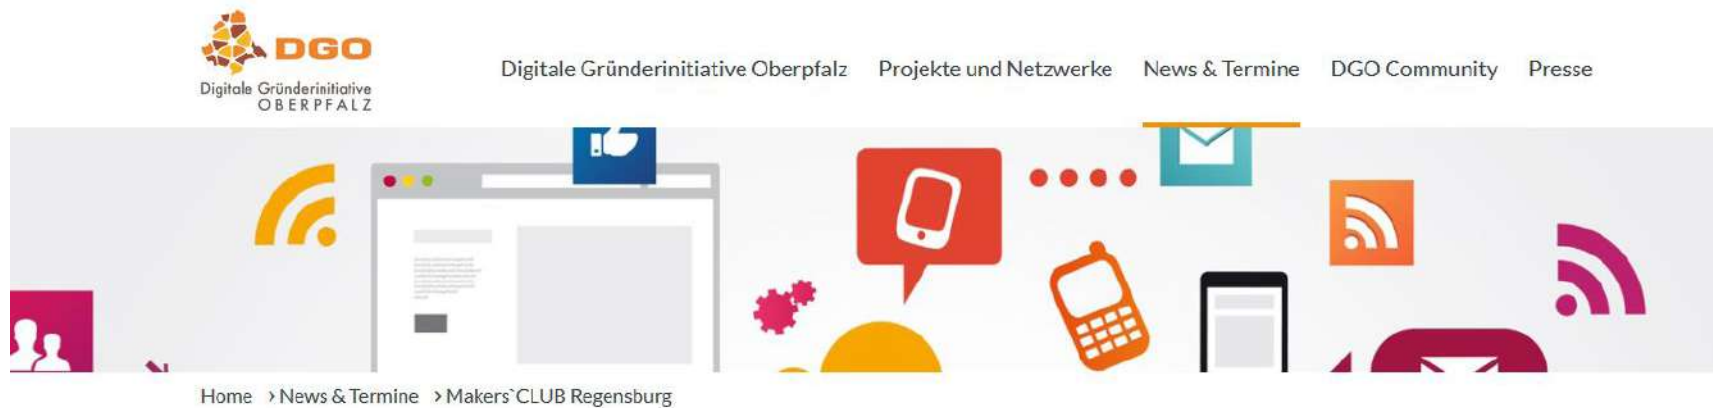 DGO
Digitale Gründerinitiative
OBERPFALZ
Digitale Gründerinitiative Oberpfalz Projekte und Netzwerke News & Termine DGO Community Presse
Home › News & Termine › Makers`CLUB Regensburg